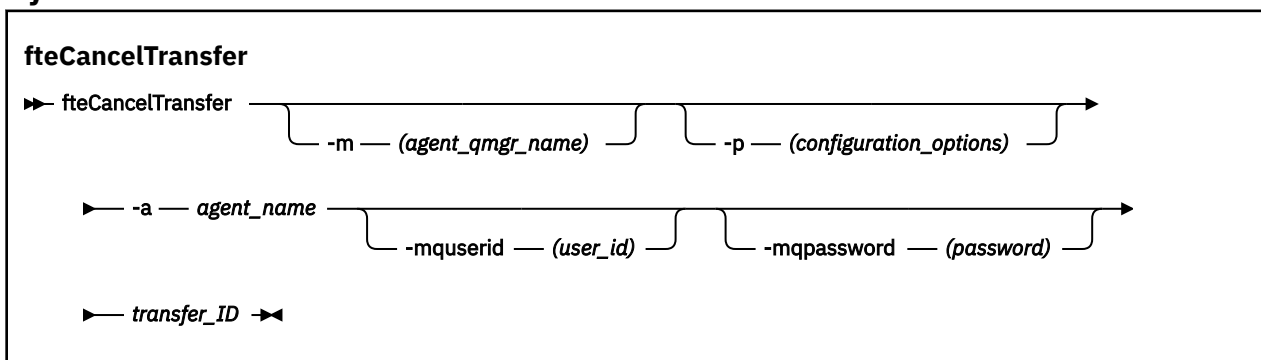 fteCancelTransfer
fteCancelTransfer
-m (agent_qmgr_name) -p (configuration_options)
-a agent_name
-mquserid (user_id) -mqpassword (password)
transfer_ID